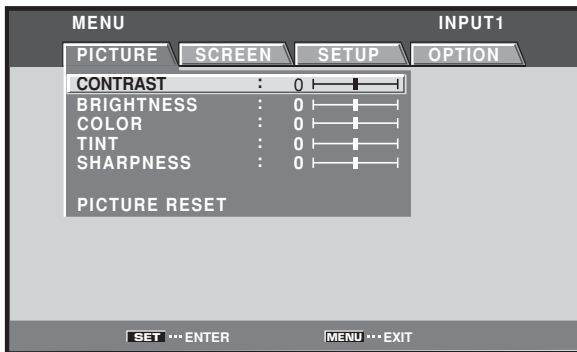 MENU INPUT1
PICTURE SCREEN SETUP OPTION
CONTRAST : 0
BRIGHTNESS : 0
COLOR : 0
TINT : 0
SHARPNESS : 0
PICTURE RESET
SET ··· ENTER MENU ··· EXIT